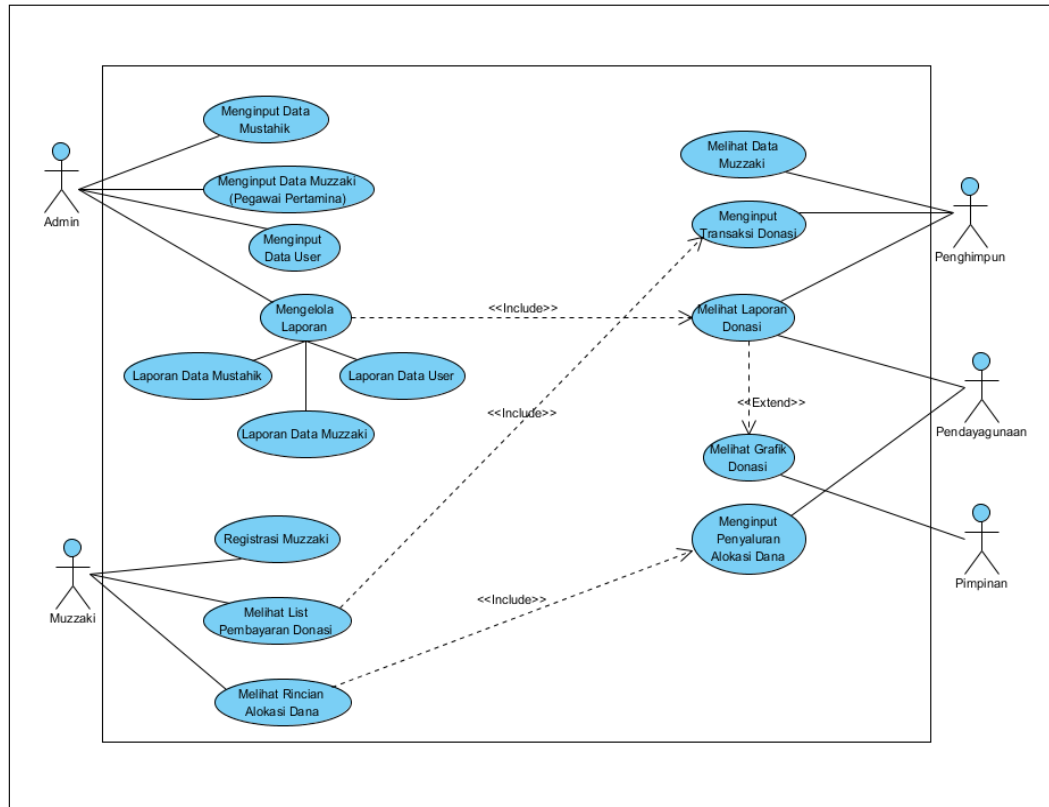 Menginput Data
Mustahik
Admin
Menginput Data Muzzaki
(Pegawai Pertamina)
Menginput
Data User
Mengelola
Laporan
Laporan Data Mustahik
Laporan Data User
Laporan Data Muzzaki
<<Include>>
<<Include>>
<<Include>>
<<Extend>>
Registrasi Muzzaki
Muzzaki
Melihat List
Pembayaran Donasi
Melihat Rincian
Alokasi Dana
Melihat Data
Muzzaki
Menginput
Transaksi Donasi
Melihat Laporan
Donasi
Melihat Grafik
Donasi
Menginput
Penyaluran
Alokasi Dana
Penghimpun
Pendayagunaan
Pimpinan